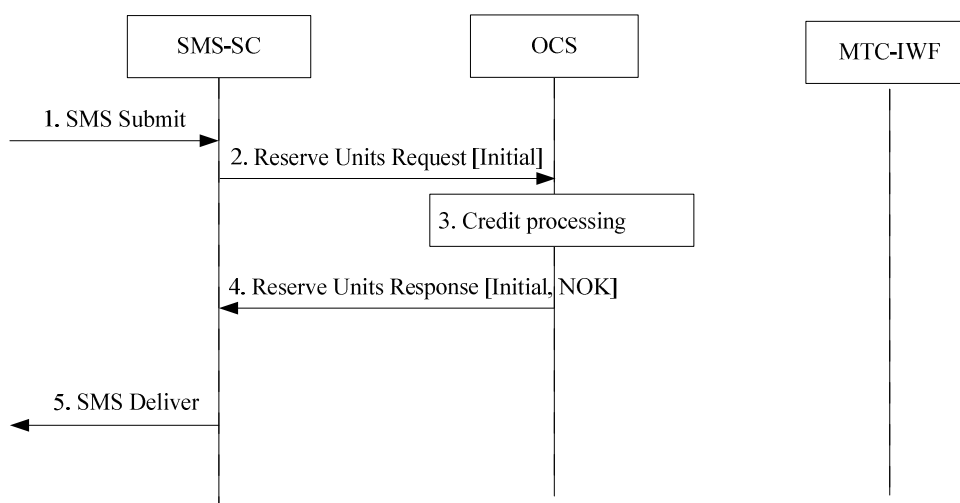 SMS-SC
OCS
MTC-IWF
1. SMS Submit
2. Reserve Units Request [Initial]
3. Credit processing
4. Reserve Units Response [Initial, NOK]
5. SMS Deliver